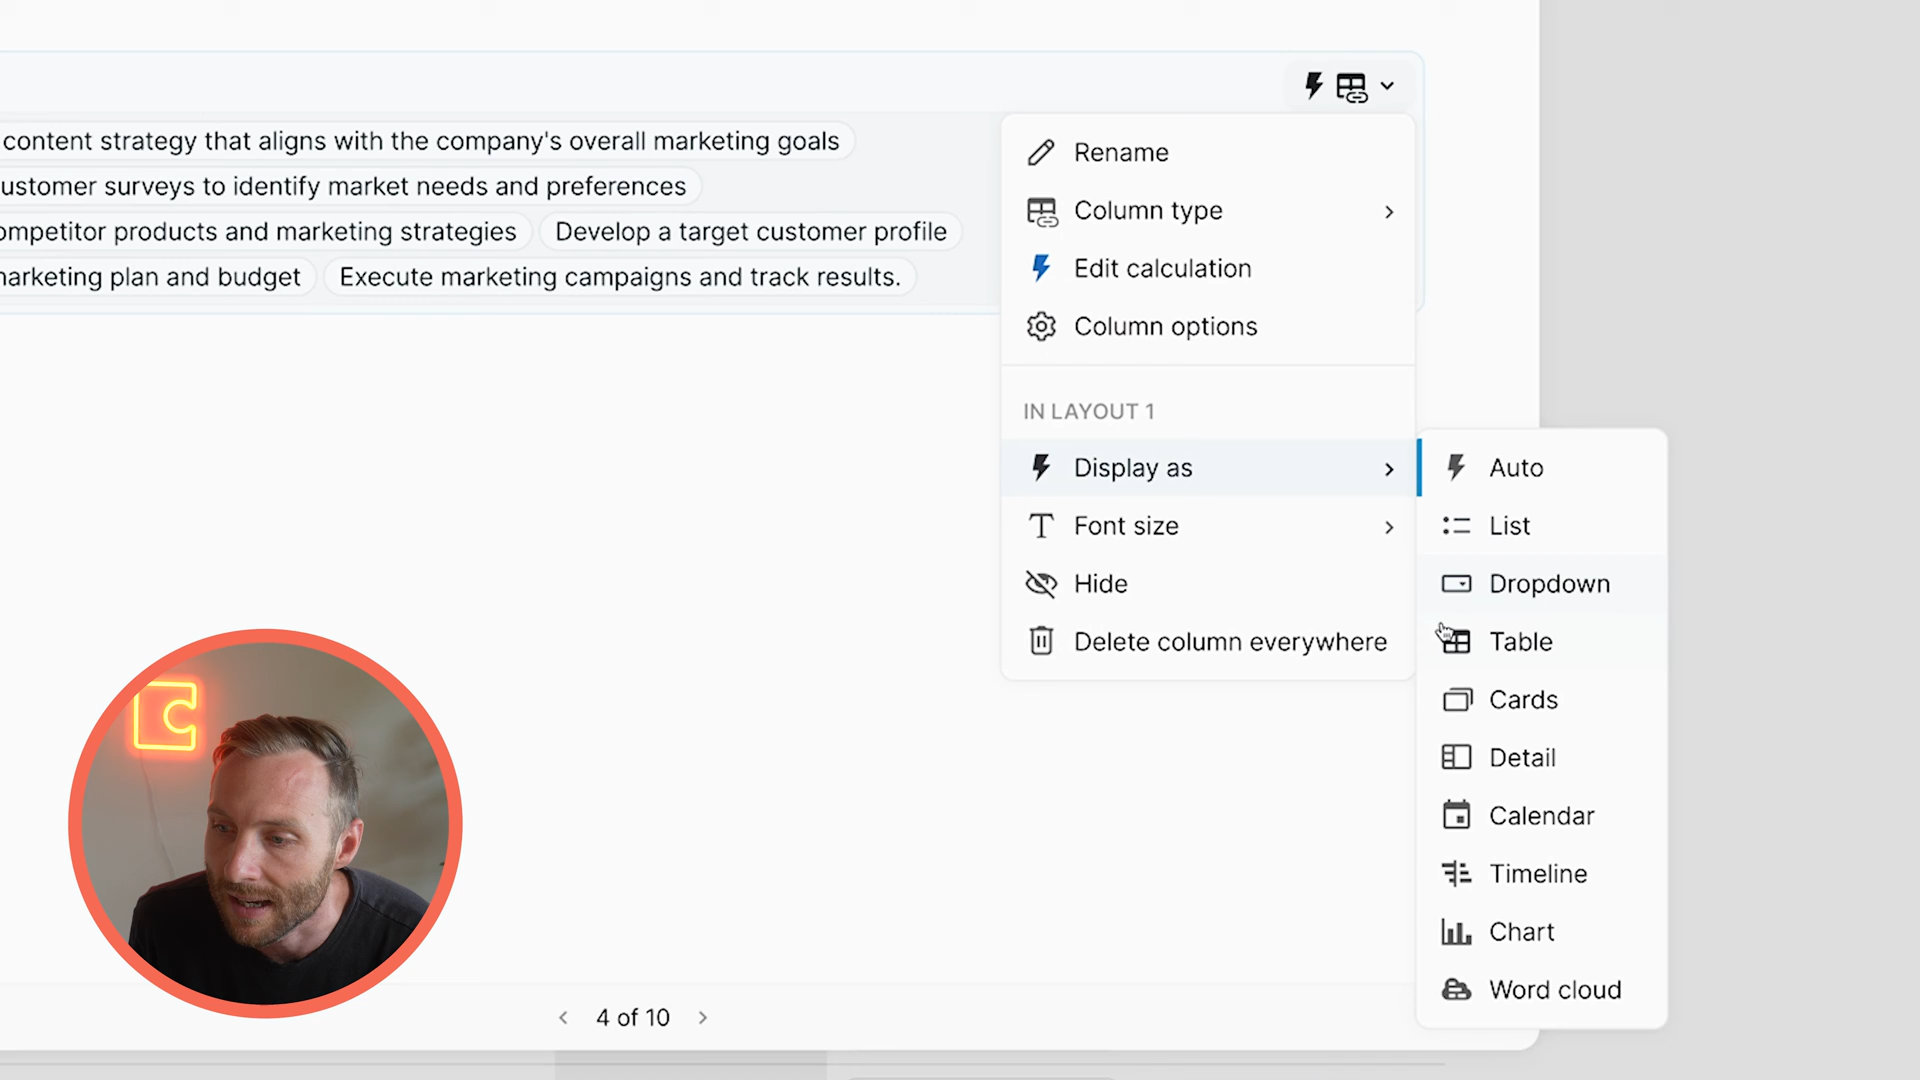 content strategy that aligns with the company's overall marketing goals
ustomer surveys to identify market needs and preferences
ompetitor products and marketing strategies Develop a target customer profile
narketing plan and budget Execute marketing campaigns and track results.
Rename
Column type
Edit calculation
Column options
IN LAYOUT 1
Display as
Font size
Hide
Delete column everywhere
Auto
List
Dropdown
Table
Cards
Detail
Calendar
Timeline
Chart
Word cloud
4 of 10